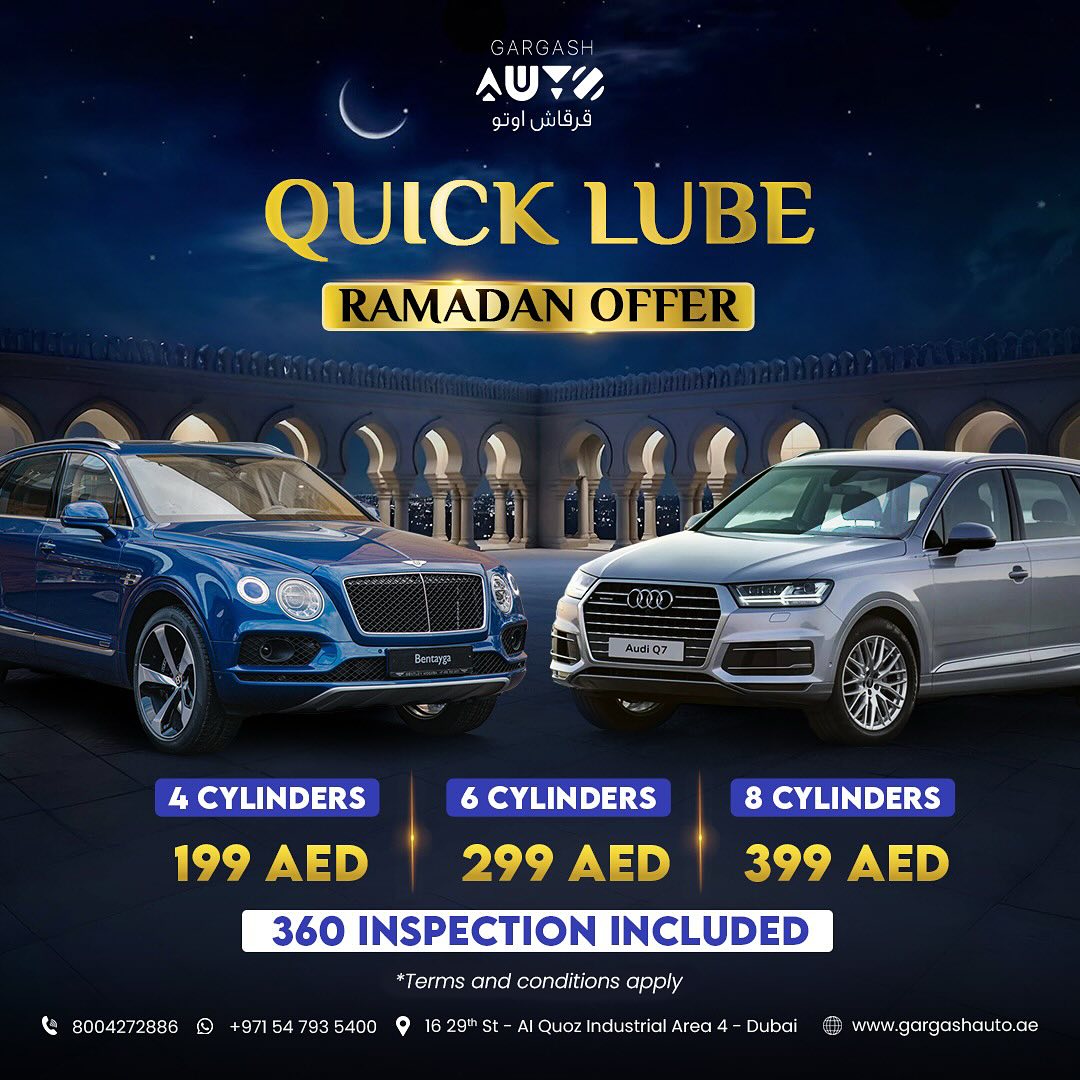 GARGASH
AUTO
قرقاش اوتو
QUICK LUBE
RAMADAN OFFER
Bentayga
Audi Q7
4 CYLINDERS
6 CYLINDERS
8 CYLINDERS
199 AED
299 AED
399 AED
360 INSPECTION INCLUDED
*Terms and conditions apply
8004272886 +971 54 793 5400 16 29th St - Al Quoz Industrial Area 4 - Dubai www.gargashauto.ae